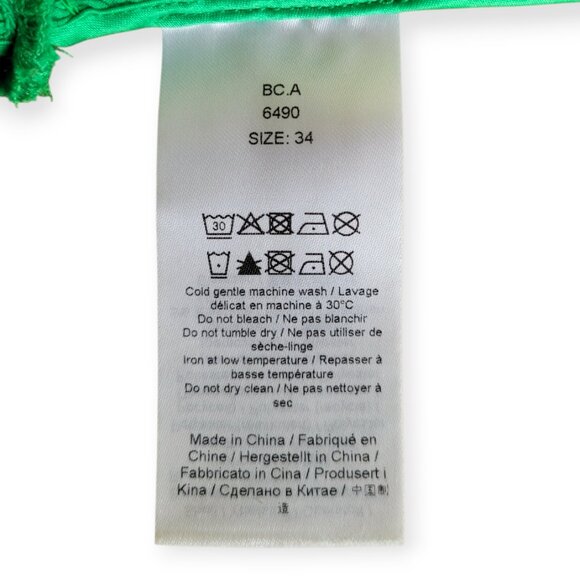 BC.A
6490
SIZE: 34
30
Cold gentle machine wash / Lavage
délicat en machine à 30°C
Do not bleach / Ne pas blanchir
Do not tumble dry / Ne pas utiliser de
sèche-linge
Iron at low temperature / Repasser à
basse température
Do not dry clean / Ne pas nettoyer à
sec
Made in China / Fabriqué en
Chine / Hergestellt in China /
Fabbricato in Cina / Produsert i
Kina / Сделано в Китае / 中国制
造